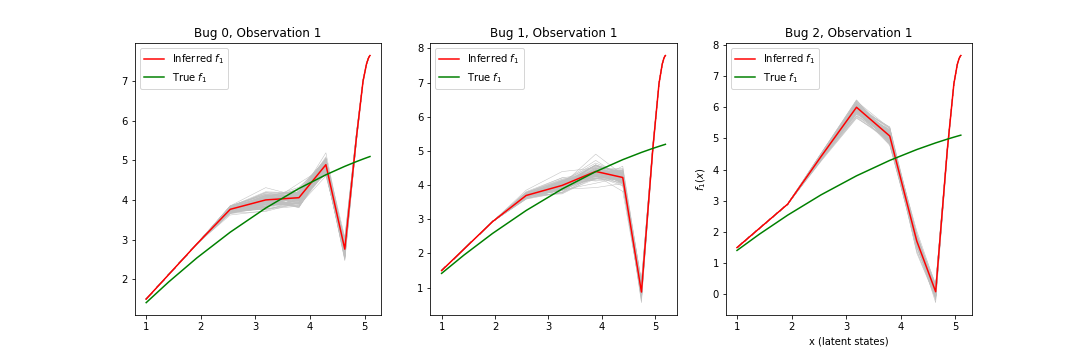 Bug 0, Observation 1
Inferred f₁
True f₁
7
6
5
4
3
2
1 2 3 4 5
Bug 1, Observation 1
Inferred f₁
True f₁
8
7
6
5
4
3
2
1
1 2 3 4 5
Bug 2, Observation 1
Inferred f₁
True f₁
f₁(x)
8
7
6
5
4
3
2
1
0
1 2 3 4 5
x (latent states)